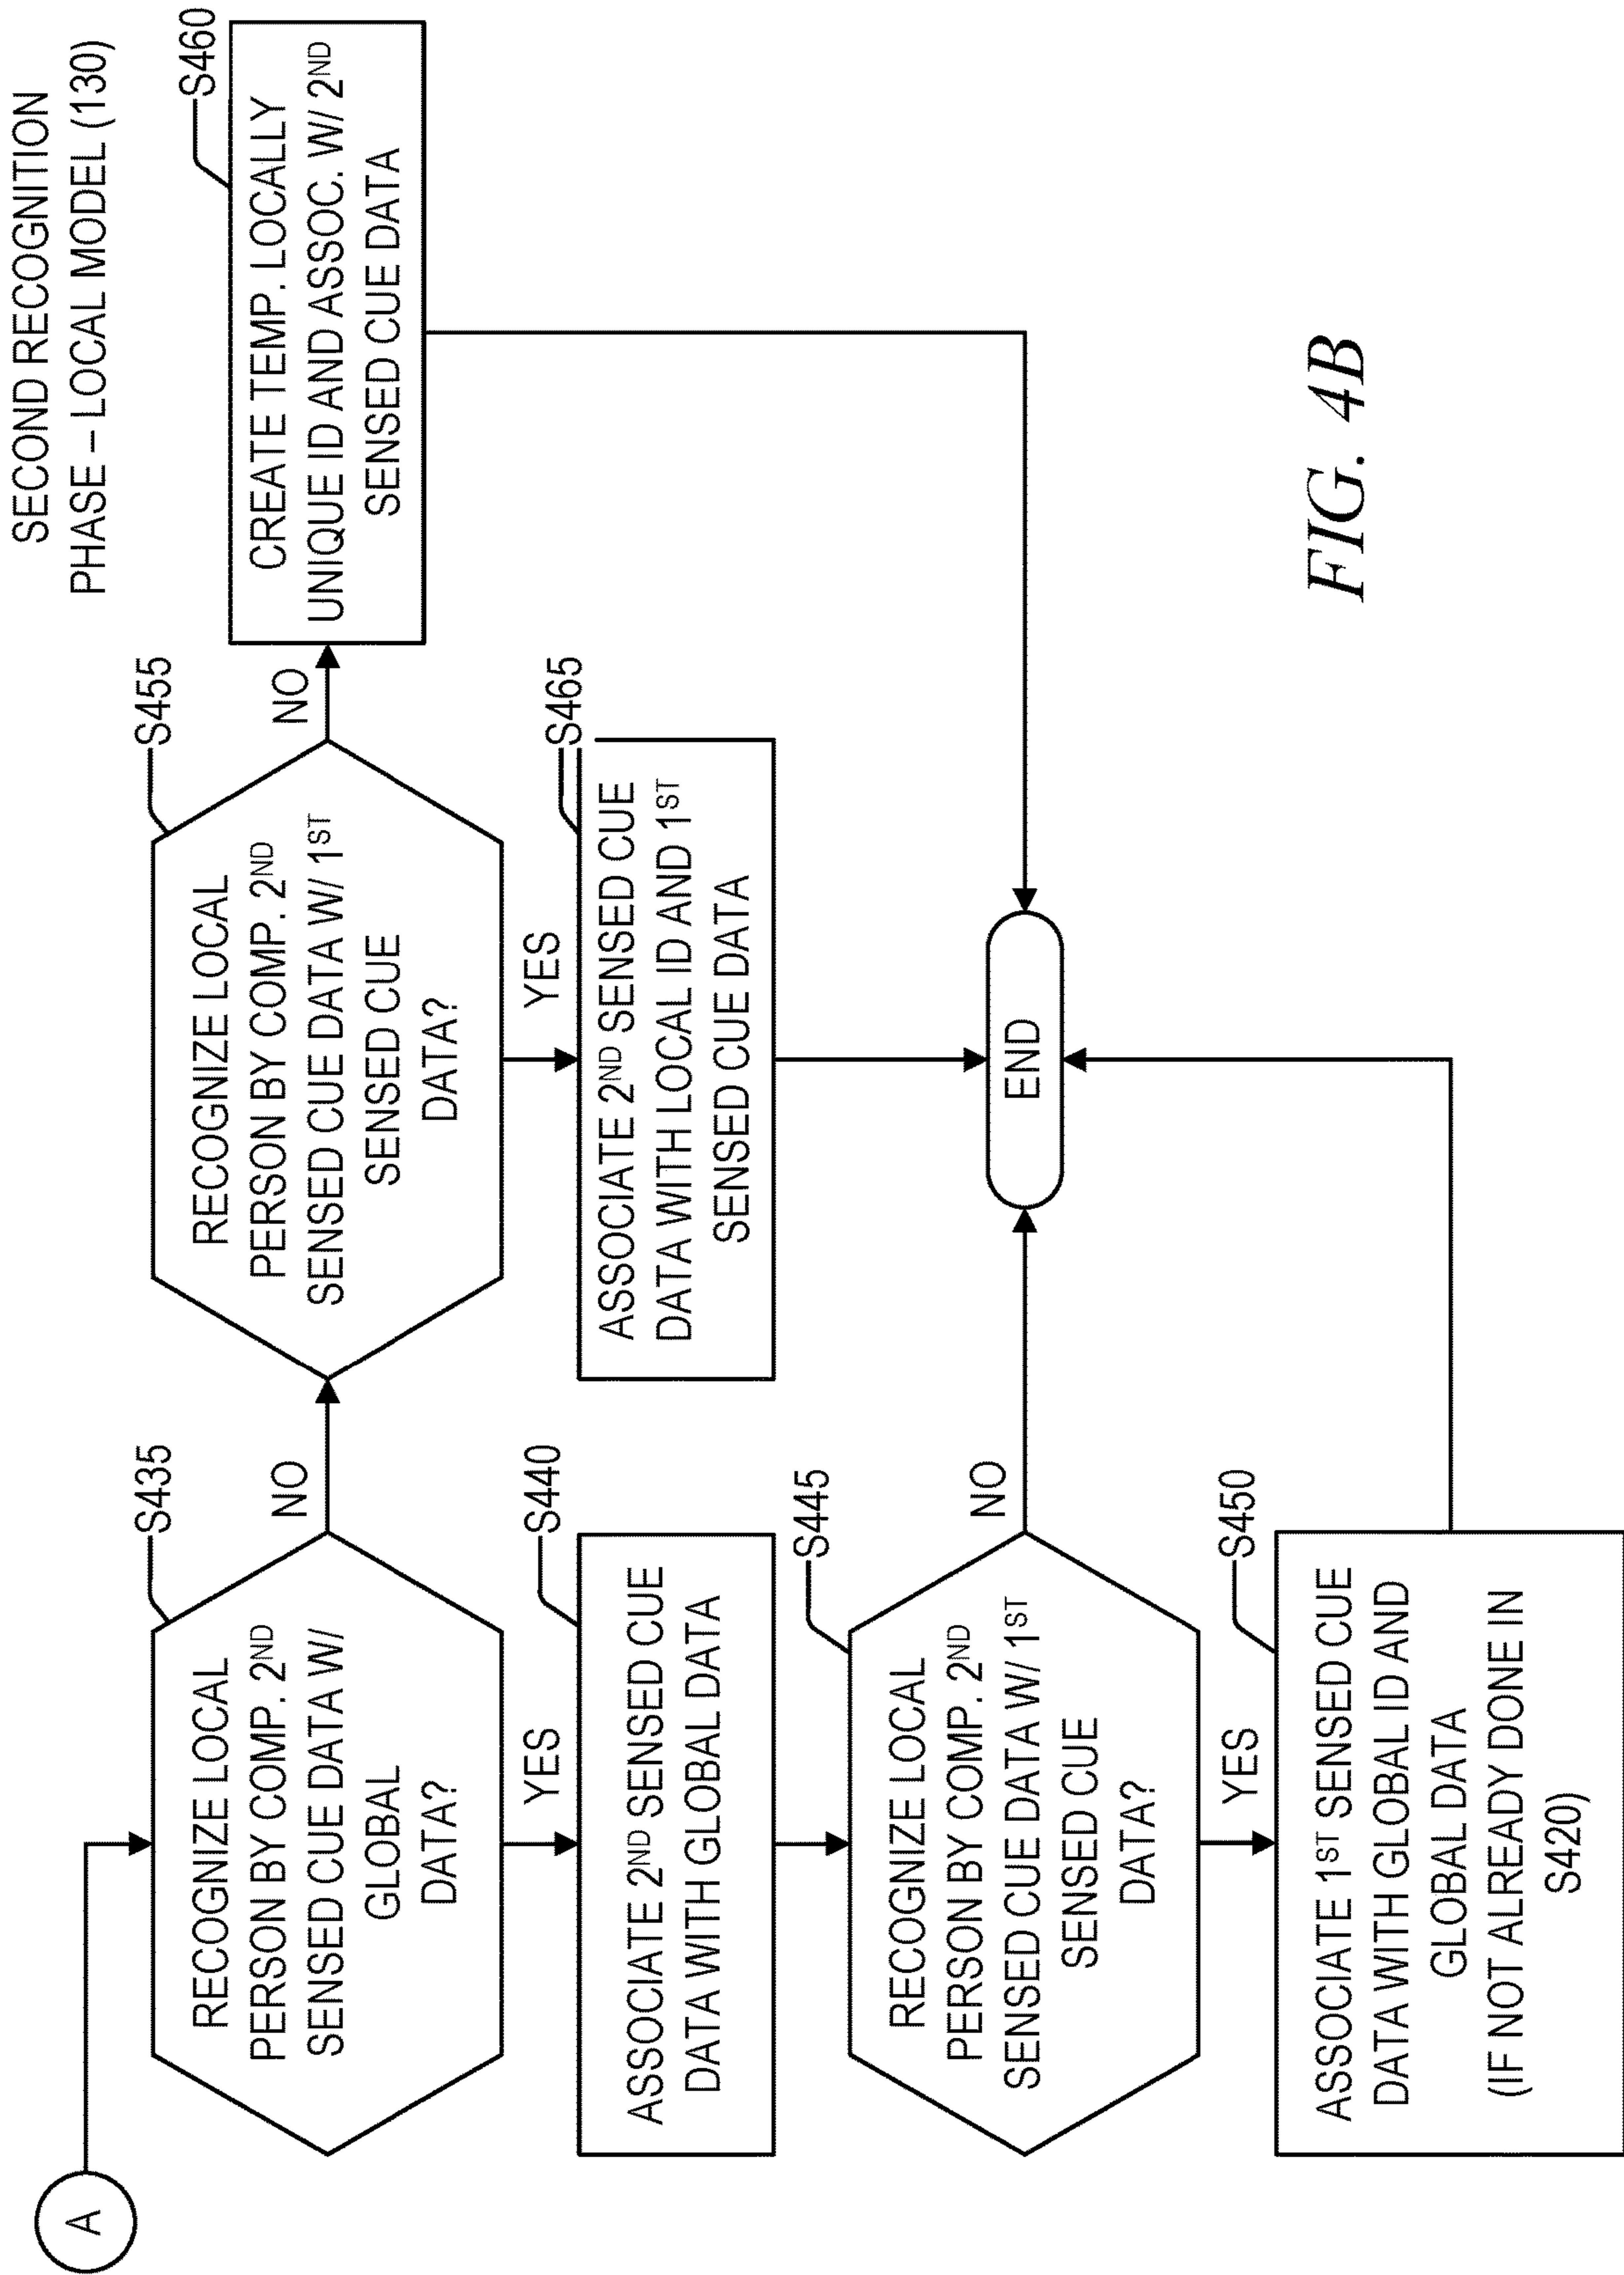 SECOND RECOGNITION
PHASE – LOCAL MODEL (130)
A
S435
RECOGNIZE LOCAL
PERSON BY COMP. 2ND
SENSED CUE DATA W/
GLOBAL
DATA?
NO
YES
S455
RECOGNIZE LOCAL
PERSON BY COMP. 2ND
SENSED CUE DATA W/ 1ST
SENSED CUE
DATA?
NO
YES
S460
CREATE TEMP. LOCALLY
UNIQUE ID AND ASSOC. W/ 2ND
SENSED CUE DATA
S440
ASSOCIATE 2ND SENSED CUE
DATA WITH GLOBAL DATA
S465
ASSOCIATE 2ND SENSED CUE
DATA WITH LOCAL ID AND 1ST
SENSED CUE DATA
S445
RECOGNIZE LOCAL
PERSON BY COMP. 2ND
SENSED CUE DATA W/ 1ST
SENSED CUE
DATA?
NO
YES
END
S450
ASSOCIATE 1ST SENSED CUE
DATA WITH GLOBAL ID AND
GLOBAL DATA
(IF NOT ALREADY DONE IN
S420)
FIG. 4B